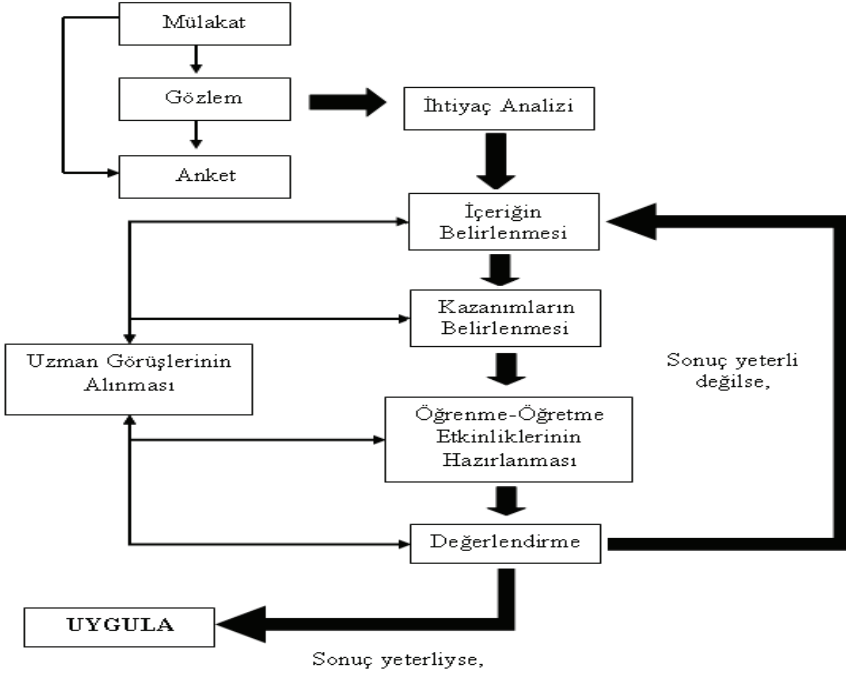 Mülakat
Gözlem
Anket
İhtiyaç Analizi
İçeriğin
Belirlenmesi
Kazanımların
Belirlenmesi
Uzman Görüşlerinin
Alınması
Sonuç yeterli
değilse,
Öğrenme-Öğretme
Etkinliklerinin
Hazırlanması
Değerlendirme
UYGULA
Sonuç yeterliyse,